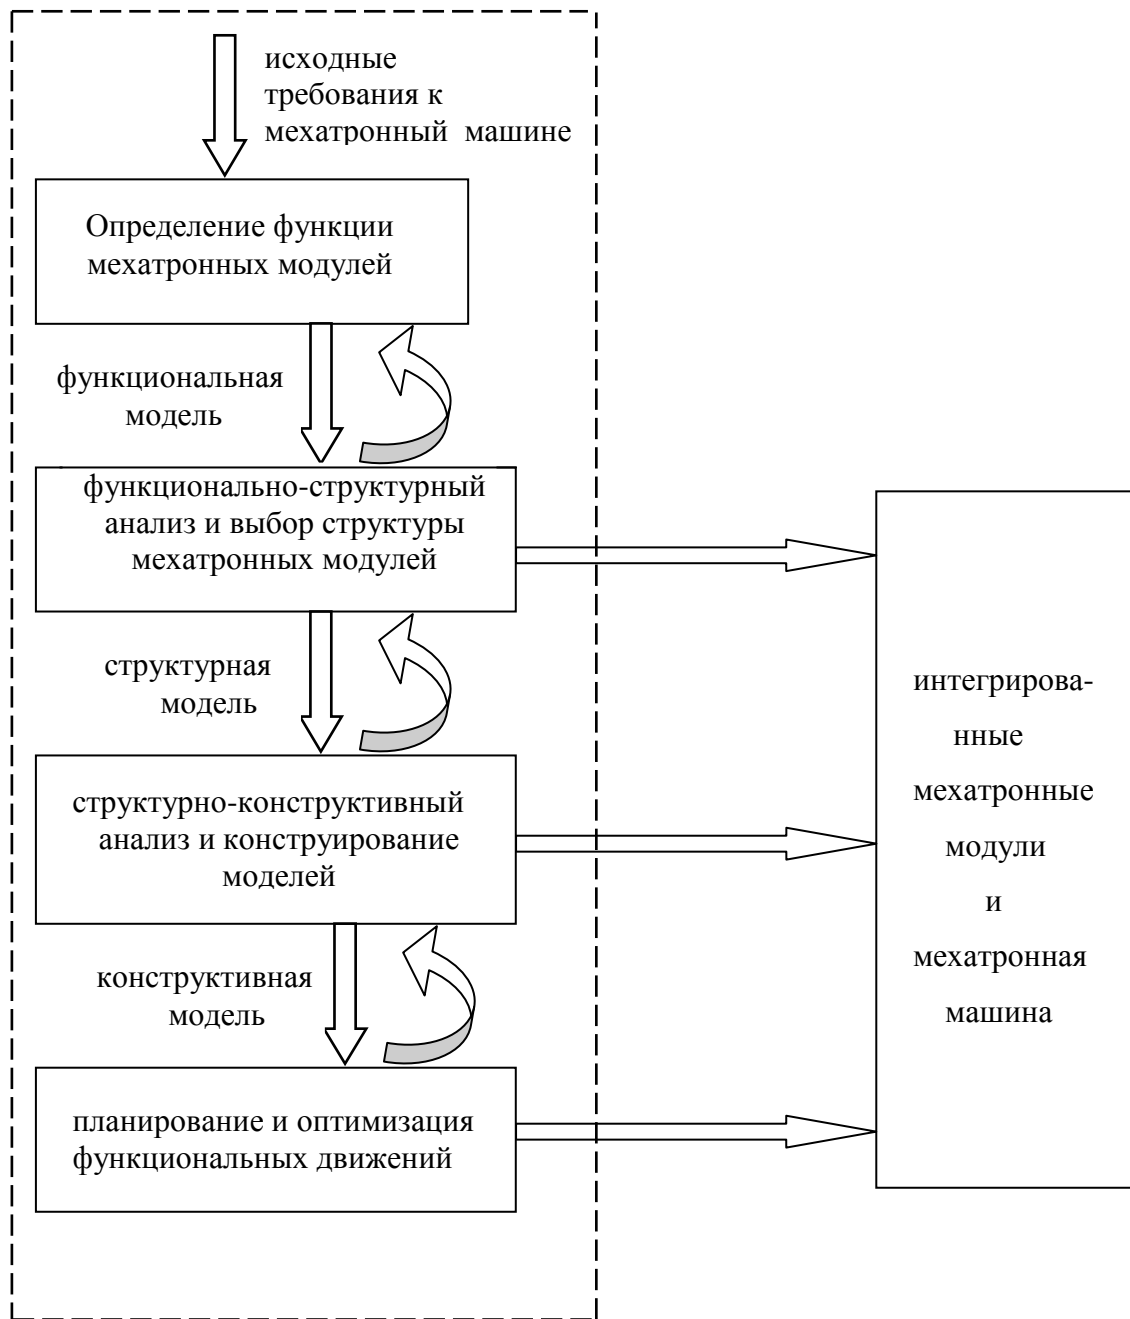 исходные
требования к
мехатронный машине
Определение функции
мехатронных модулей
функциональная
модель
функционально-структурный
анализ и выбор структуры
мехатронных модулей
структурная
модель
структурно-конструктивный
анализ и конструирование
моделей
конструктивная
модель
планирование и оптимизация
функциональных движений
интегрирова-
нные
мехатронные
модули
и
мехатронная
машина